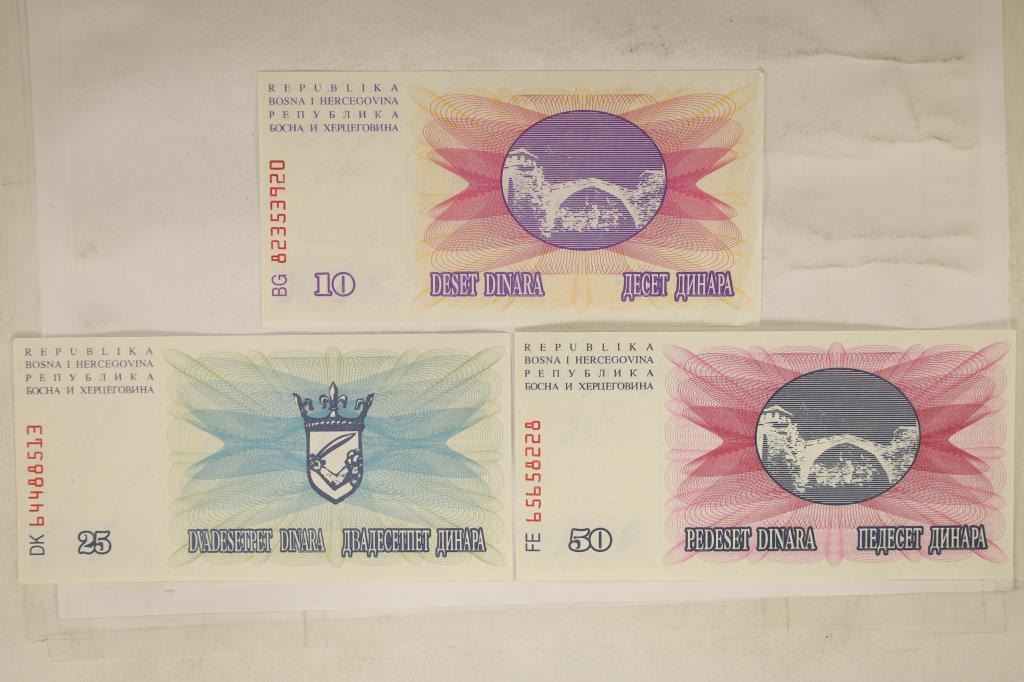 REPUBLIKA
BOSNA I HERCEGOVINA
РЕПУБЛИКА
БОСНА И ХЕРЦЕГОВИНА
BG 82353920
10
DESET DINARA ДЕСЕТ ДИНАРА
REPUBLIKA
BOSNA I HERCEGOVINA
РЕПУБЛИКА
БОСНА И ХЕРЦЕГОВИНА
DK 64488513
25
DVADESETPET DINARA ДВАДЕСЕТПЕТ ДИНАРА
REPUBLIKA
BOSNA I HERCEGOVINA
РЕПУБЛИКА
БОСНА И ХЕРЦЕГОВИНА
FE 65658228
50
PEDESET DINARA ПЕДЕСЕТ ДИНАРА